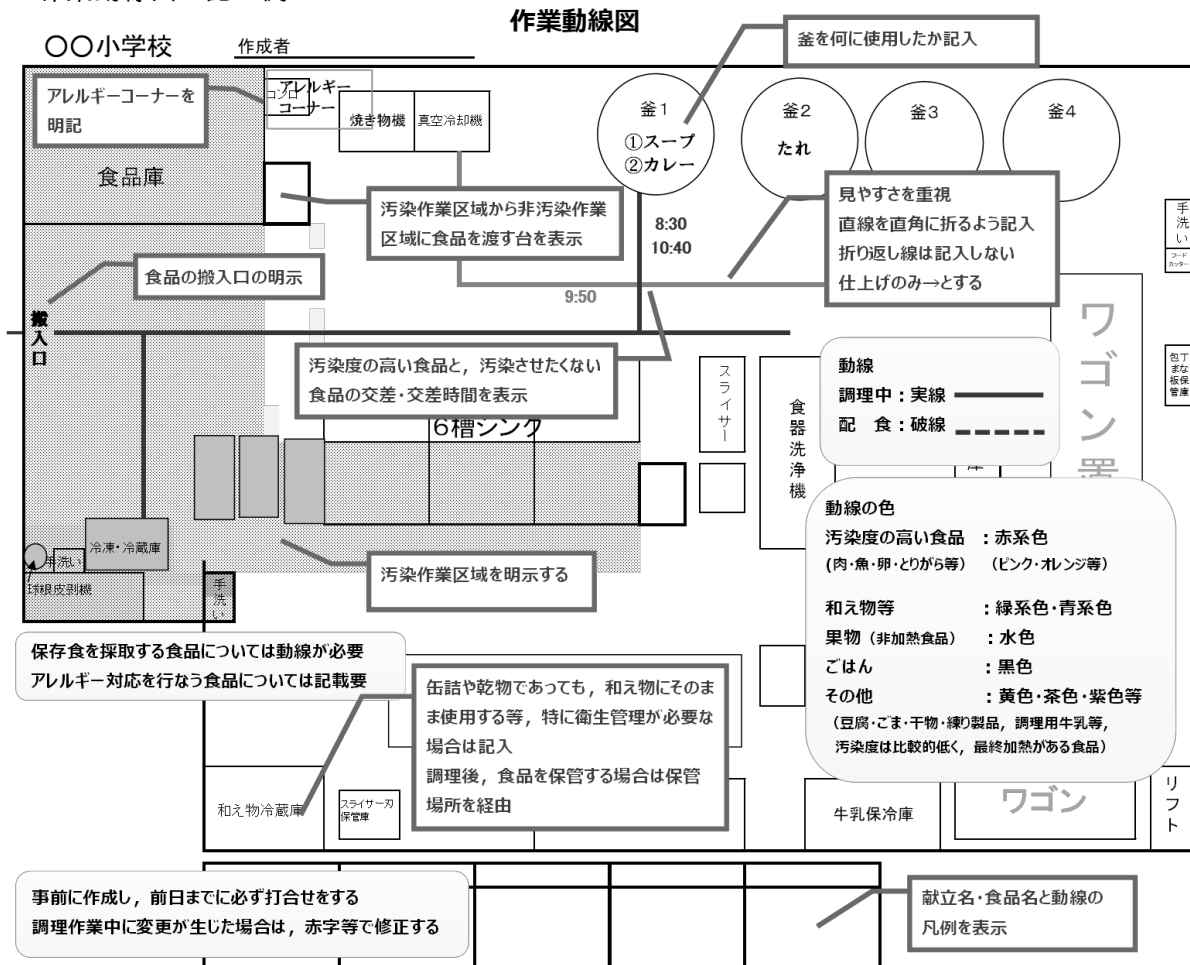 作業動線図
〇〇小学校
作成者
釜を何に使用したか記入
アレルギーコーナーを
明記
コンロ
アレルギー
コーナー
焼き物機
真空冷却機
釜1
①スープ
②カレー
釜2
たれ
釜3
釜4
食品庫
汚染作業区域から非汚染作業
区域に食品を渡す台を表示
8:30
10:40
見やすさを重視
直線を直角に折るよう記入
折り返し線は記入しない
仕上げのみ→とする
手洗い
フード
カッター
食品の搬入口の明示
9:50
搬入口
汚染度の高い食品と，汚染させたくない
食品の交差・交差時間を表示
6槽シンク
スライサー
食器洗浄機
動線
調理中：実線
配　食：破線
ワゴン置
包丁
まな
板保
管庫
庫
動線の色
汚染度の高い食品　：赤系色
(肉・魚・卵・とりがら等)　（ピンク・オレンジ等）
和え物等　：緑系色・青系色
果物（非加熱食品）　：水色
ごはん　：黒色
その他　：黄色・茶色・紫色等
（豆腐・ごま・干物・練り製品，調理用牛乳等，
汚染度は比較的低く，最終加熱がある食品）
冷凍・冷蔵庫
手洗い
球根皮剥機
手洗い
汚染作業区域を明示する
保存食を採取する食品については動線が必要
アレルギー対応を行なう食品については記載要
缶詰や乾物であっても，和え物にそのま
ま使用する等，特に衛生管理が必要な
場合は記入
調理後，食品を保管する場合は保管
場所を経由
和え物冷蔵庫
スライサー刃
保管庫
牛乳保冷庫
ワゴン
リフト
事前に作成し，前日までに必ず打合せをする
調理作業中に変更が生じた場合は，赤字等で修正する
献立名・食品名と動線の
凡例を表示